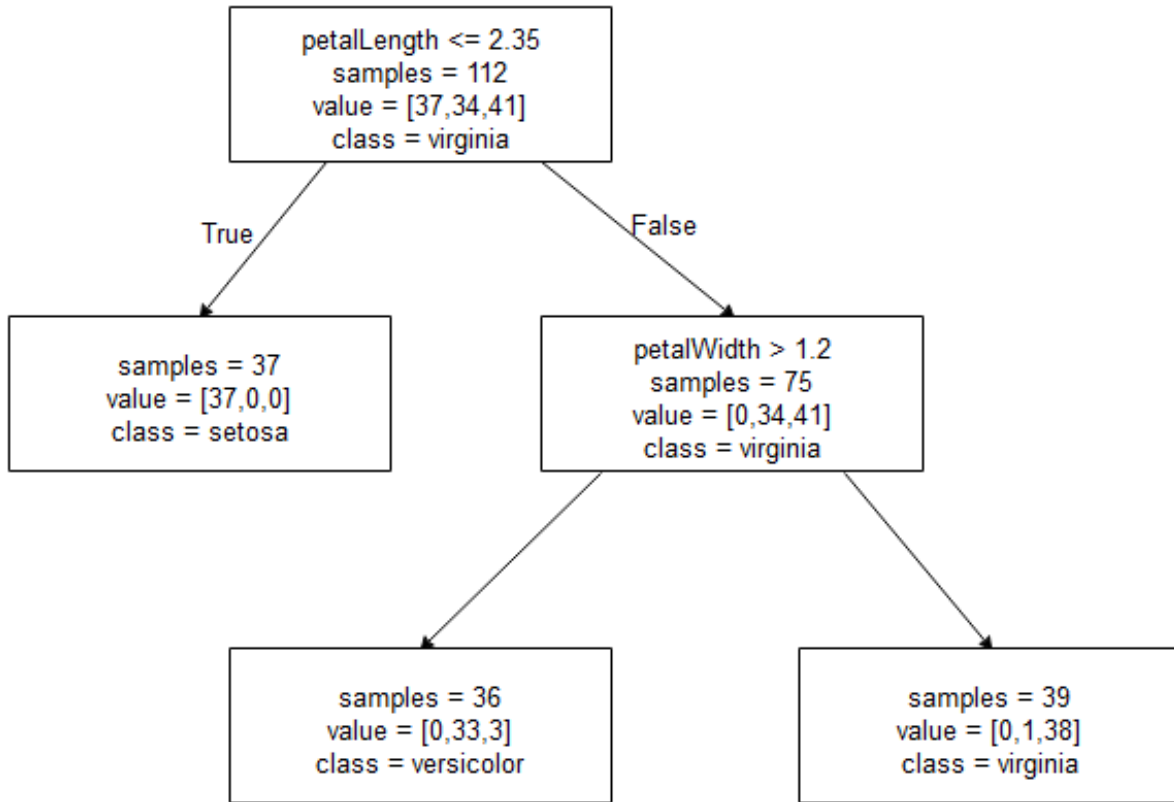 petalLength <= 2.35
samples = 112
value = [37,34,41]
class = virginia
True
False
samples = 37
value = [37,0,0]
class = setosa
petalWidth > 1.2
samples = 75
value = [0,34,41]
class = virginia
samples = 36
value = [0,33,3]
class = versicolor
samples = 39
value = [0,1,38]
class = virginia